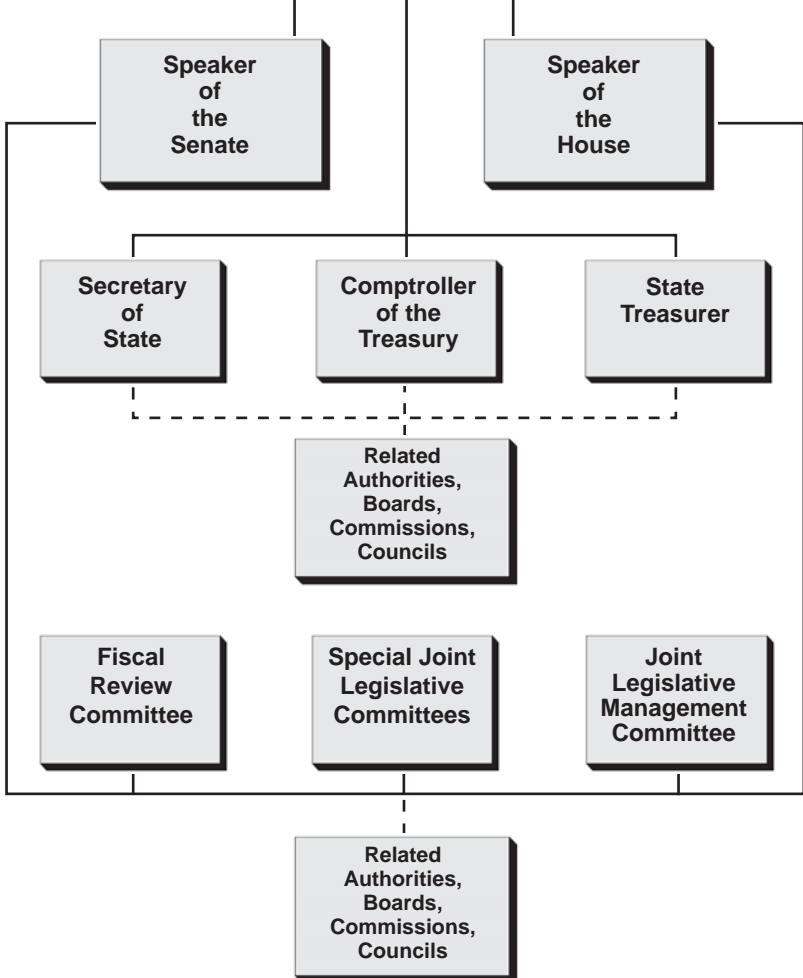 Speaker
of
the
Senate
Speaker
of
the
House
Secretary
of
State
Comptroller
of the
Treasury
State
Treasurer
Related
Authorities,
Boards,
Commissions,
Councils
Fiscal
Review
Committee
Special Joint
Legislative
Committees
Joint
Legislative
Management
Committee
Related
Authorities,
Boards,
Commissions,
Councils